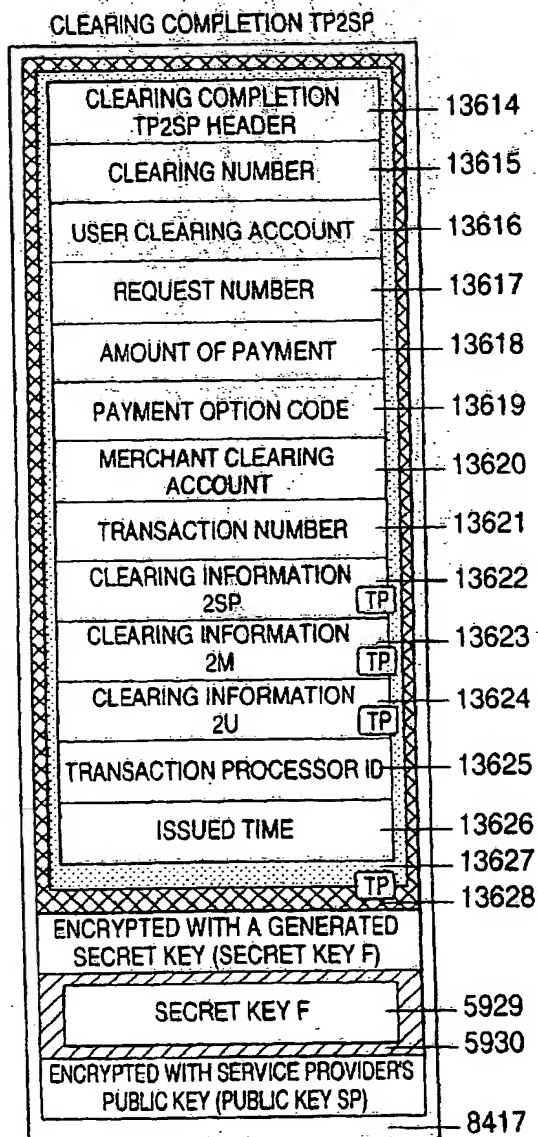 CLEARING COMPLETION TP2SP
CLEARING COMPLETION
TP2SP HEADER
13614
CLEARING NUMBER
13615
USER CLEARING ACCOUNT
13616
REQUEST NUMBER
13617
AMOUNT OF PAYMENT
13618
PAYMENT OPTION CODE
13619
MERCHANT CLEARING
ACCOUNT
13620
TRANSACTION NUMBER
13621
CLEARING INFORMATION
2SP
TP
13622
CLEARING INFORMATION
2M
TP
13623
CLEARING INFORMATION
2U
TP
13624
TRANSACTION PROCESSOR ID
13625
ISSUED TIME
13626
13627
TP
13628
ENCRYPTED WITH A GENERATED
SECRET KEY (SECRET KEY F)
SECRET KEY F
5929
5930
ENCRYPTED WITH SERVICE PROVIDER'S
PUBLIC KEY (PUBLIC KEY SP)
8417